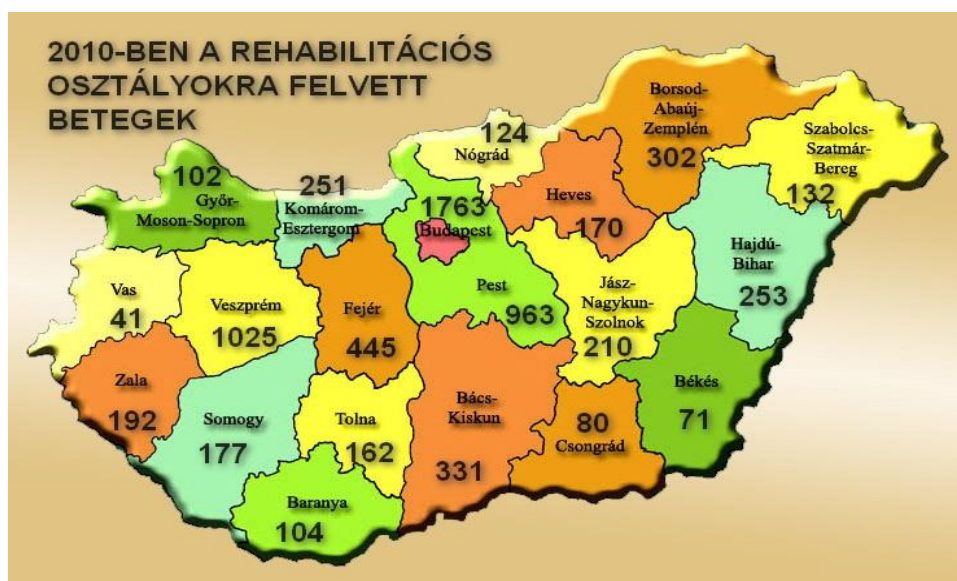 2010-BEN A REHABILITÁCIÓS
OSZTÁLYOKRA FELVETT
BETEGEK
Borsod-
Abaúj-
Zemplén
302
Szabolcs-
Szatmár-
Bereg
132
124
Nógrád
102
Győr-
Moson-Sopron
251
Komárom-
Esztergom
1763
Budapest
Heves
170
Hajdú-
Bihar
253
Vas
41
Veszprém
1025
Fejér
445
Pest
963
Jász-
Nagykun-
Szolnok
210
Zala
192
Somogy
177
Tolna
162
Bács-
Kiskun
331
80
Csongrád
Békés
71
Baranya
104